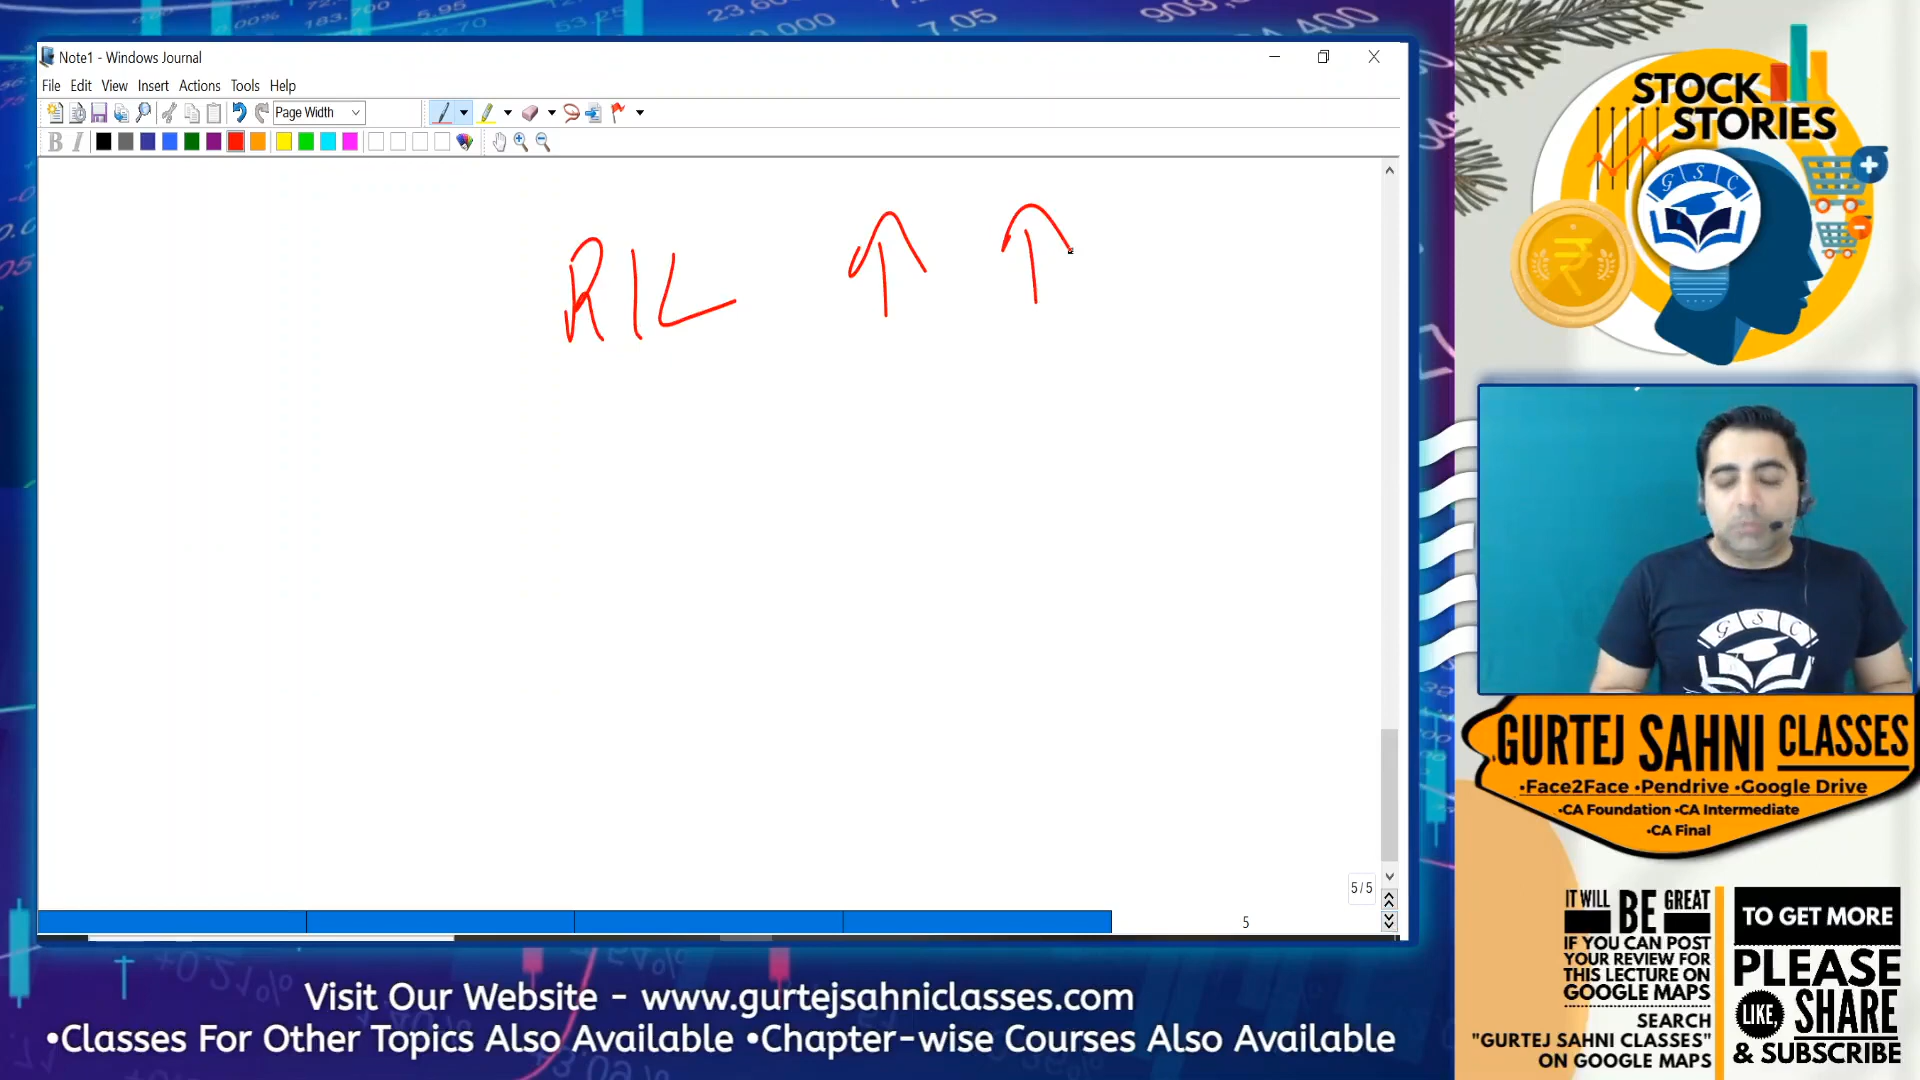 Note1 - Windows Journal
File Edit View Insert Actions Tools Help
Page Width
B I
RIL ↑ ↑
5 / 5
5
STOCK
STORIES
G S C
G S C
GURTEJ SAHNI CLASSES
•Face2Face •Pendrive •Google Drive
•CA Foundation •CA Intermediate
•CA Final
IT WILL BE GREAT
IF YOU CAN POST
YOUR REVIEW FOR
THIS LECTURE ON
GOOGLE MAPS
SEARCH
"GURTEJ SAHNI CLASSES"
ON GOOGLE MAPS
TO GET MORE
PLEASE
LIKE, SHARE
& SUBSCRIBE
Visit Our Website - www.gurtejsahniclasses.com
•Classes For Other Topics Also Available •Chapter-wise Courses Also Available